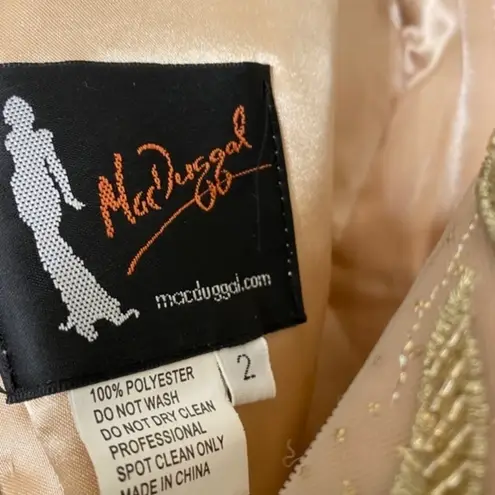 MacDuggal
macduggal.com
2
100% POLYESTER
DO NOT WASH
DO NOT DRY CLEAN
PROFESSIONAL
SPOT CLEAN ONLY
MADE IN CHINA